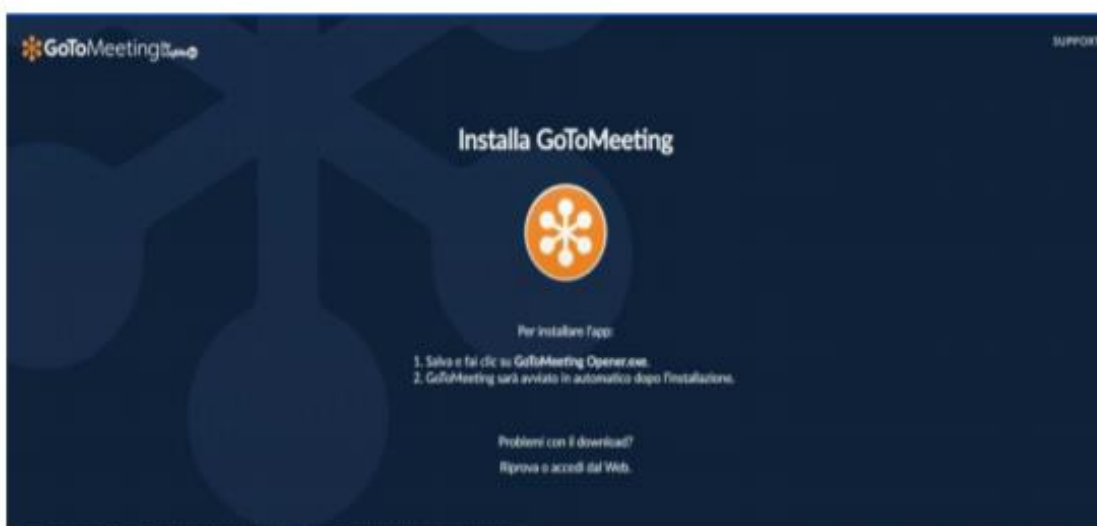 GoToMeeting
SUPPORT
Installa GoToMeeting
Per installare l'app:
1. Salva e fai clic su GoToMeeting Opener.exe.
2. GoToMeeting sarà avviato in automatico dopo l'installazione.
Problemi con il download?
Riprova o accedi dal Web.